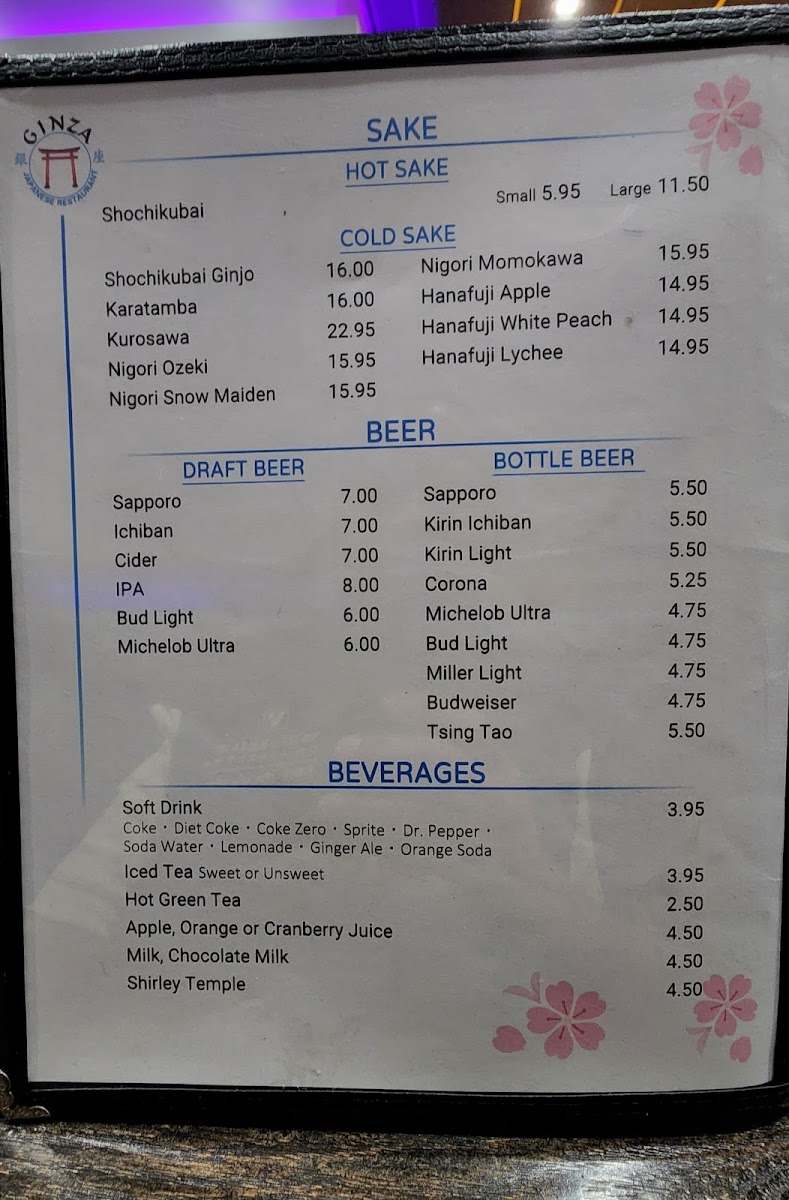 GINZA
銀座
JAPANESE RESTAURANT
SAKE
HOT SAKE
Shochikubai Small 5.95 Large 11.50
COLD SAKE
Shochikubai Ginjo 16.00
Karatamba 16.00
Kurosawa 22.95
Nigori Ozeki 15.95
Nigori Snow Maiden 15.95
Nigori Momokawa 15.95
Hanafuji Apple 14.95
Hanafuji White Peach 14.95
Hanafuji Lychee 14.95
BEER
DRAFT BEER
Sapporo 7.00
Ichiban 7.00
Cider 7.00
IPA 8.00
Bud Light 6.00
Michelob Ultra 6.00
BOTTLE BEER
Sapporo 5.50
Kirin Ichiban 5.50
Kirin Light 5.50
Corona 5.25
Michelob Ultra 4.75
Bud Light 4.75
Miller Light 4.75
Budweiser 4.75
Tsing Tao 5.50
BEVERAGES
Soft Drink 3.95
Coke · Diet Coke · Coke Zero · Sprite · Dr. Pepper ·
Soda Water · Lemonade · Ginger Ale · Orange Soda
Iced Tea Sweet or Unsweet 3.95
Hot Green Tea 2.50
Apple, Orange or Cranberry Juice 4.50
Milk, Chocolate Milk 4.50
Shirley Temple 4.50